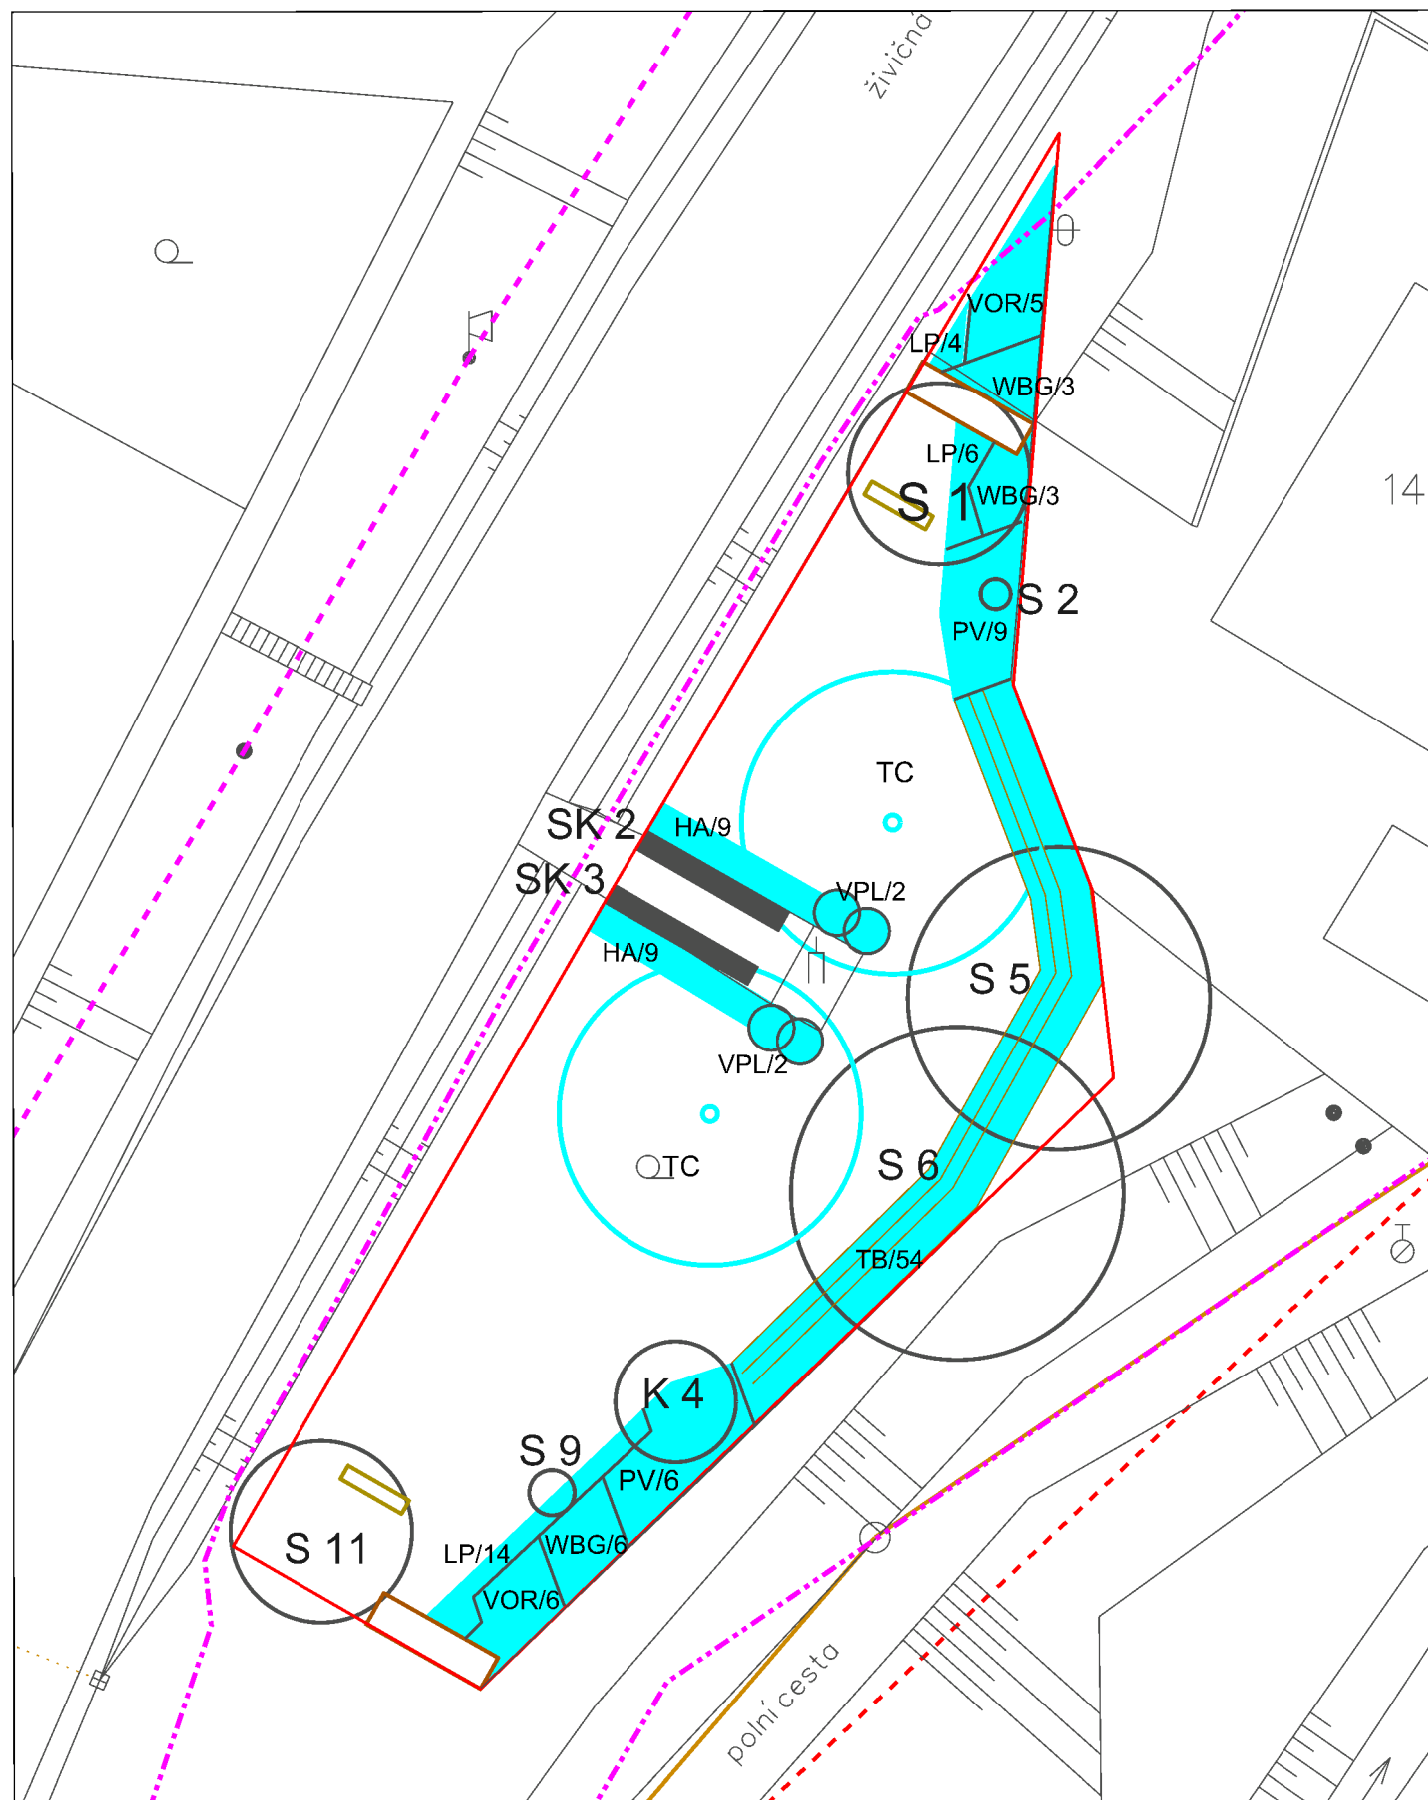 živičná
VOR/5
LP/4
WBG/3
LP/6
WBG/3
S 1
14
S 2
PV/9
TC
SK 2
HA/9
SK 3
VPL/2
HA/9
S 5
VPL/2
S 6
TC
TB/54
K 4
S 9
PV/6
S 11
LP/14
WBG/6
VOR/6
polní cesta